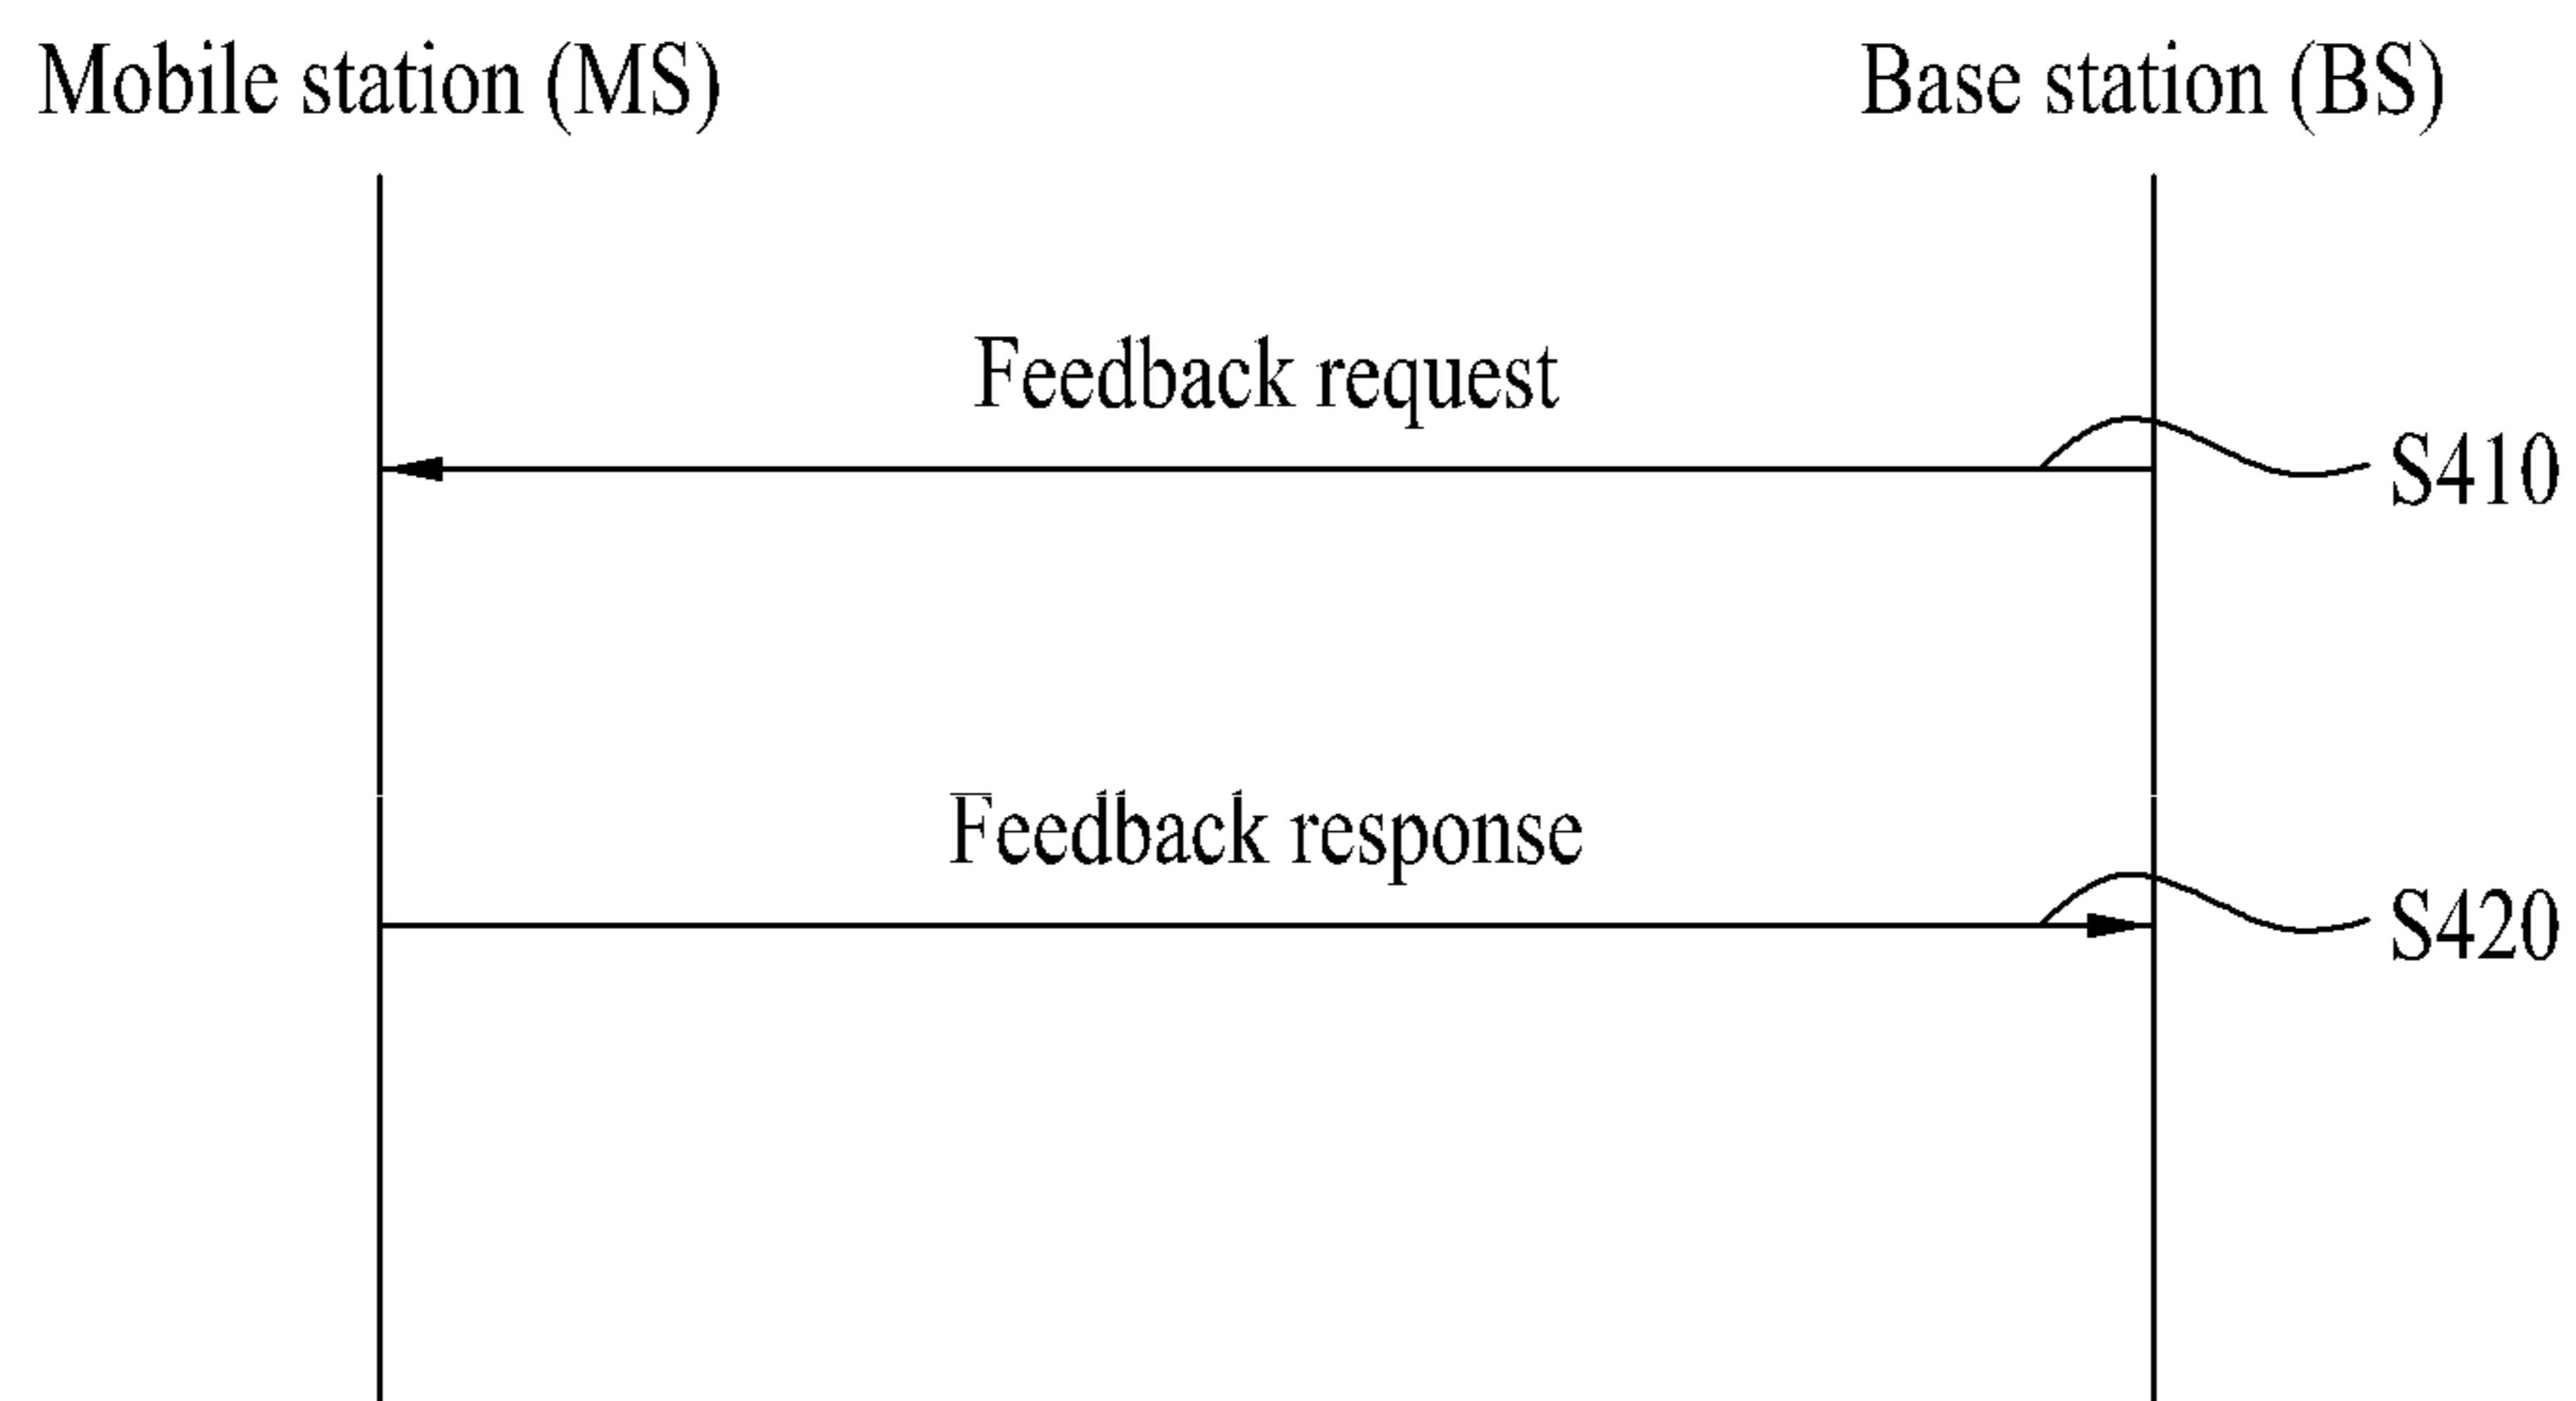 Mobile station (MS)
Base station (BS)
Feedback request
S410
Feedback response
S420